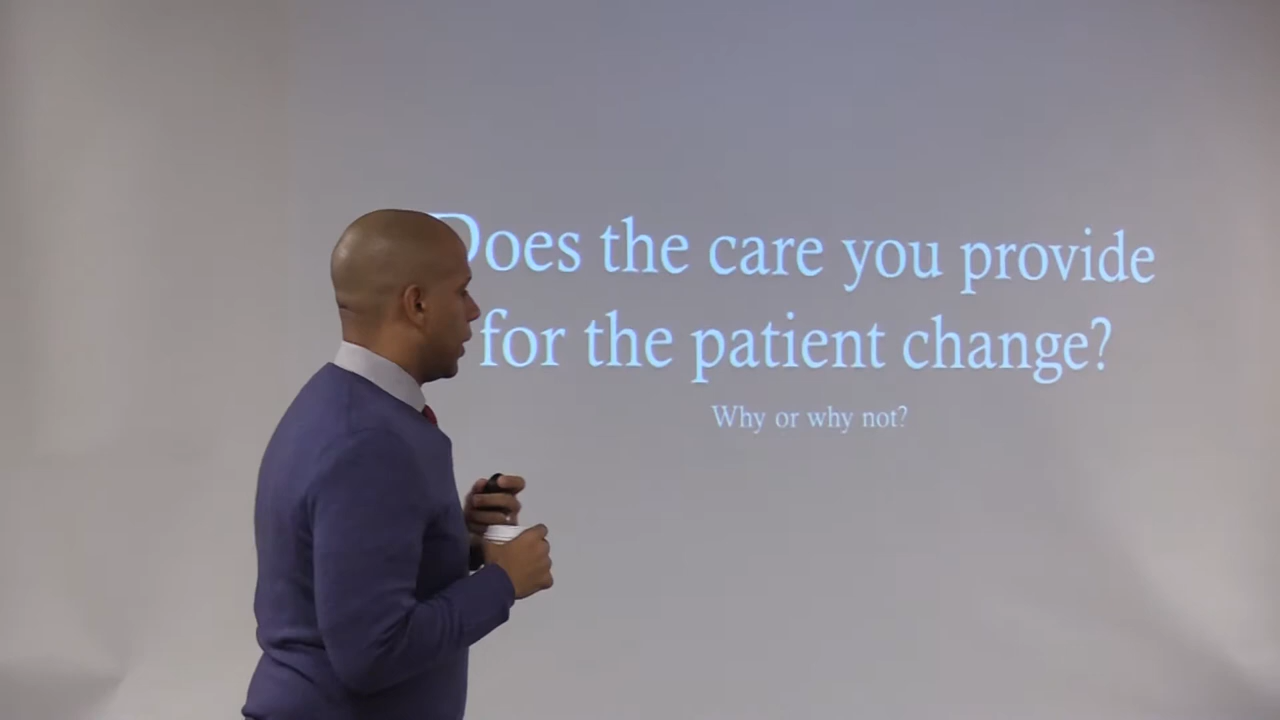 Does the care you provide
for the patient change?
Why or why not?